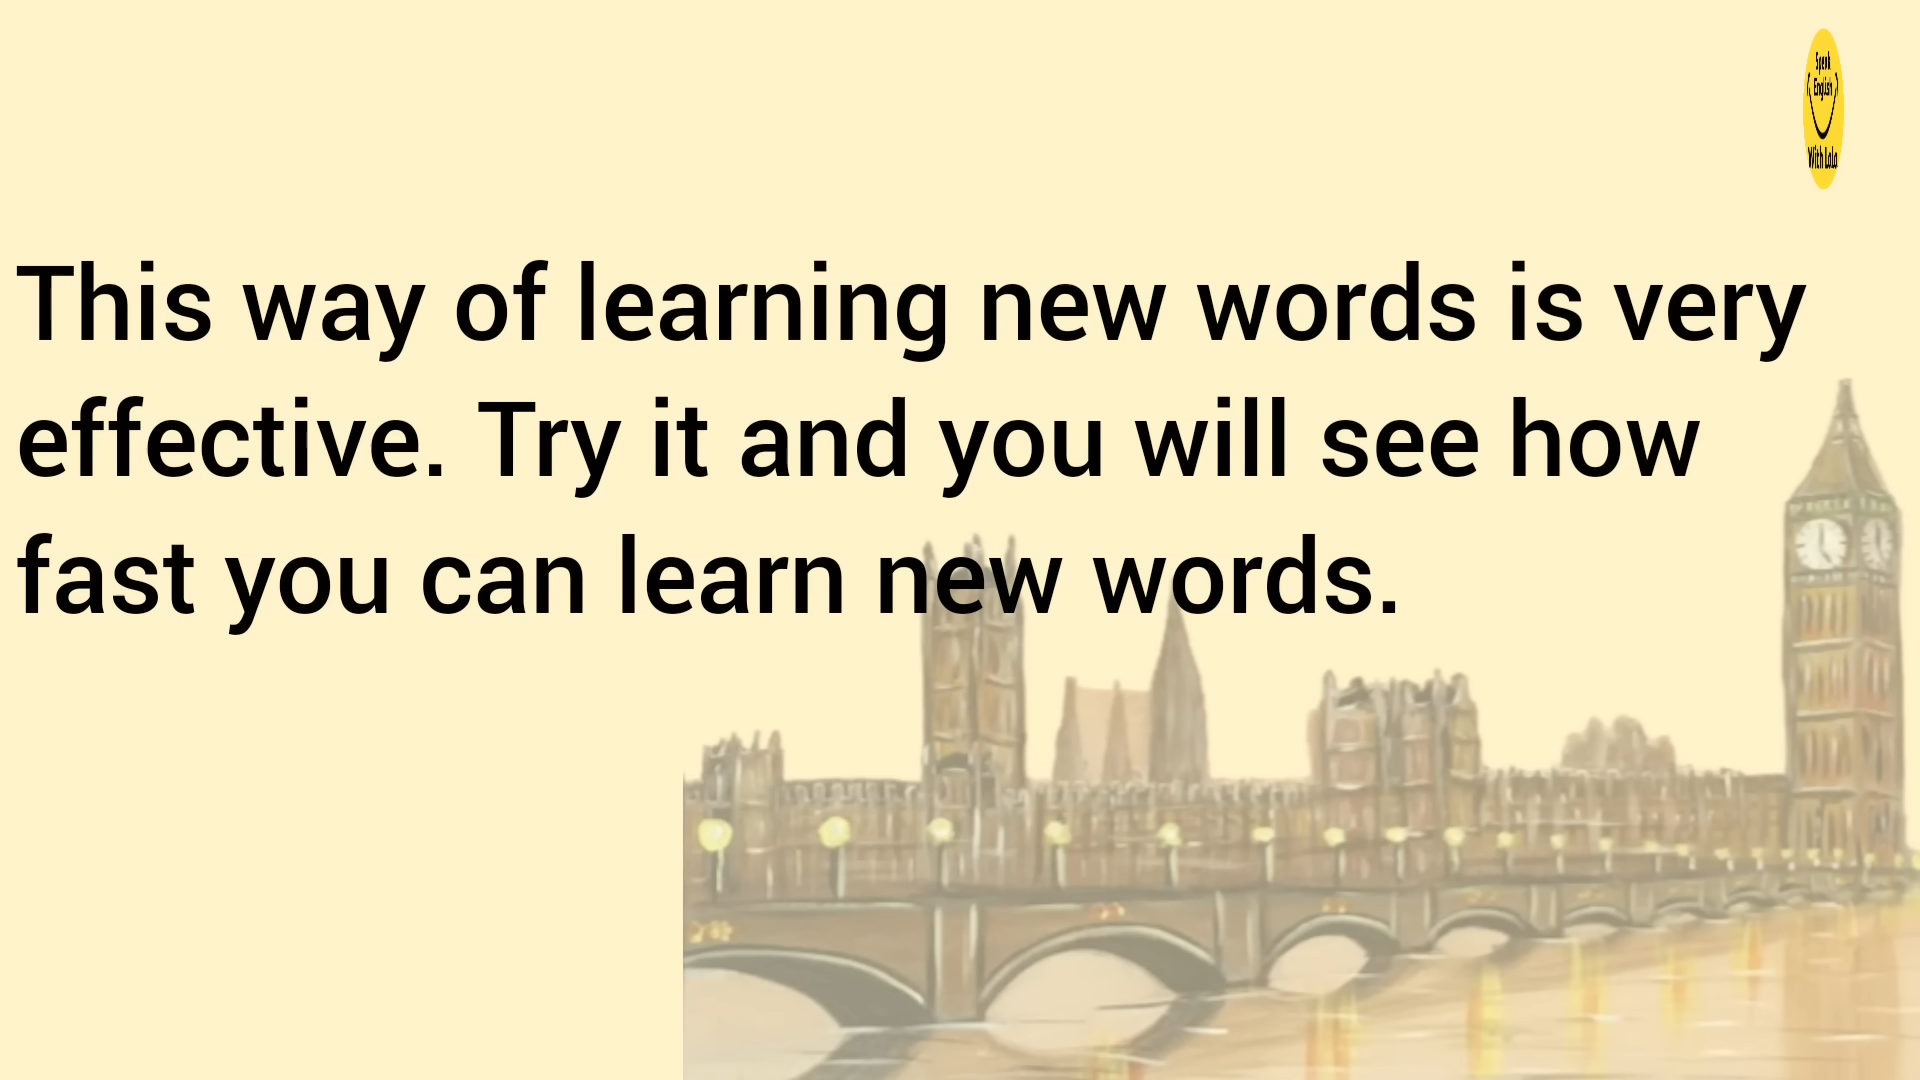 Speak
English
With Lala
This way of learning new words is very
effective. Try it and you will see how
fast you can learn new words.